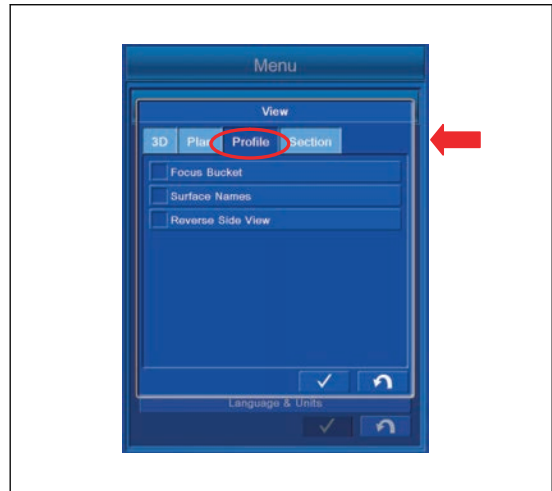 Menu
View
3D Plan Profile Section
Focus Bucket
Surface Names
Reverse Side View
Language & Units